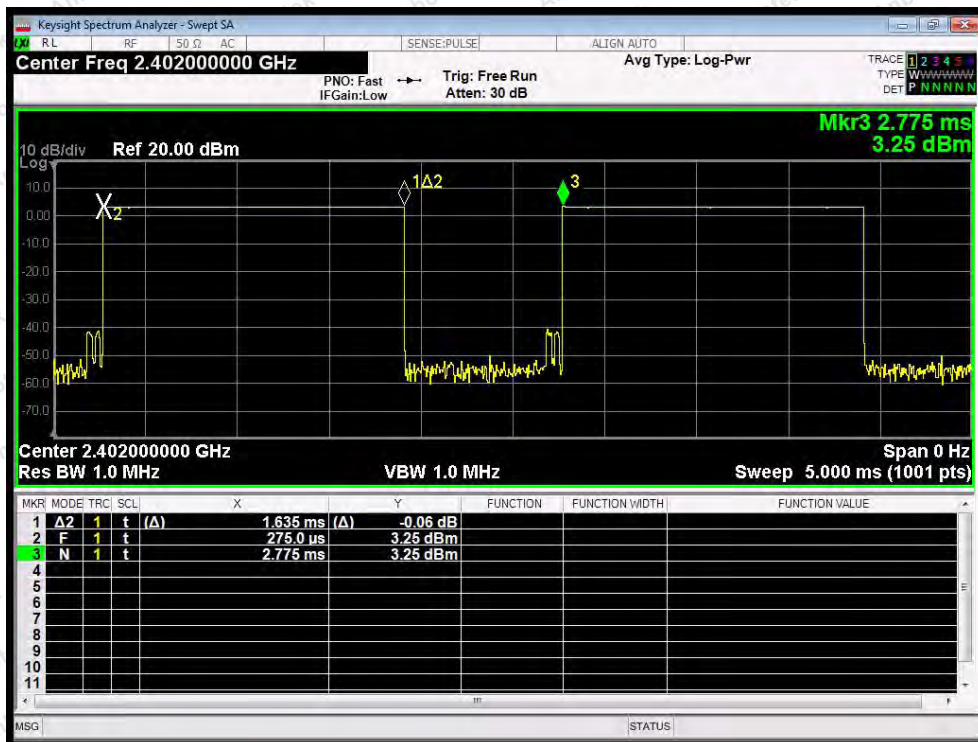 Keysight Spectrum Analyzer - Swept SA
LXI RL RF 50 Ω AC SENSE:PULSE ALIGN AUTO
Center Freq 2.402000000 GHz
PNO: Fast
IFGain:Low
Trig: Free Run
Atten: 30 dB
Avg Type: Log-Pwr
TRACE 1 2 3 4 5 6
TYPE WWWWWW
DET P N N N N N
Mkr3 2.775 ms
3.25 dBm
10 dB/div Ref 20.00 dBm
Log
10.0
0.00
-10.0
-20.0
-30.0
-40.0
-50.0
-60.0
-70.0
X2
1Δ2
3
Center 2.402000000 GHz Span 0 Hz
Res BW 1.0 MHz VBW 1.0 MHz Sweep 5.000 ms (1001 pts)
MKR MODE TRC SCL X Y FUNCTION FUNCTION WIDTH FUNCTION VALUE
1 Δ2 1 t (Δ) 1.635 ms (Δ) -0.06 dB
2 F 1 t 275.0 µs 3.25 dBm
3 N 1 t 2.775 ms 3.25 dBm
4
5
6
7
8
9
10
11
MSG STATUS